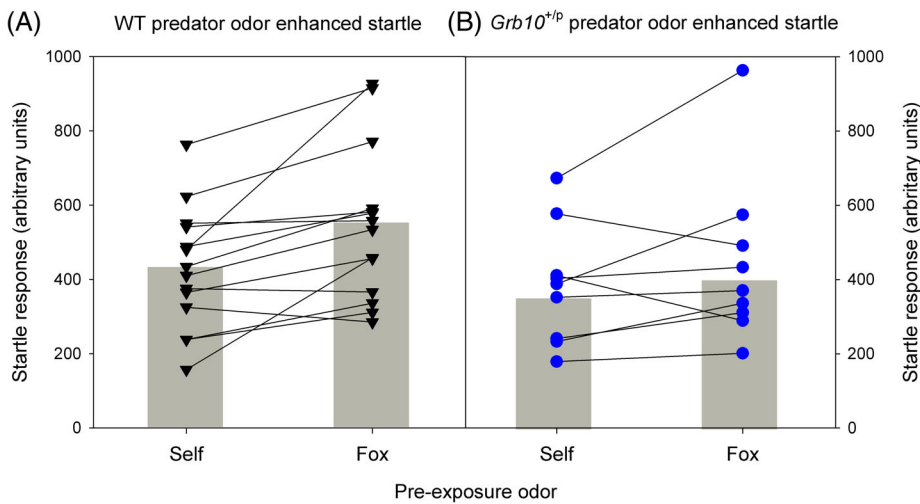 (A) WT predator odor enhanced startle
(B) Grb10+/p predator odor enhanced startle
Startle response (arbitrary units)
1000
800
600
400
200
0
Self Fox
Self Fox
1000
800
600
400
200
0
Startle response (arbritary units)
Pre-exposure odor